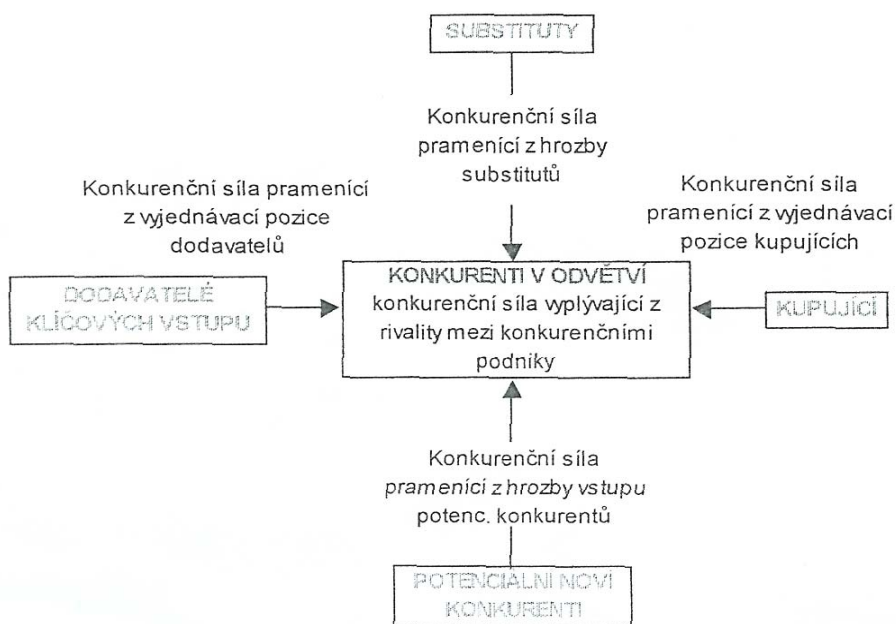 SUBSTITUTY
Konkurenční síla
pramenící z hrozby
substitutů
Konkurenční síla pramenící
z vyjednávací pozice
dodavatelů
Konkurenční síla
pramenící z vyjednávací
pozice kupujících
DODAVATELÉ
KLÍČOVÝCH VSTUPU
KONKURENTI V ODVĚTVÍ
konkurenční síla vyplývající z
rivality mezi konkurenčními
podniky
KUPUJÍCÍ
Konkurenční síla
pramenící z hrozby vstupu
potenc. konkurentů
POTENCIÁLNI NOVÍ
KONKURENTI